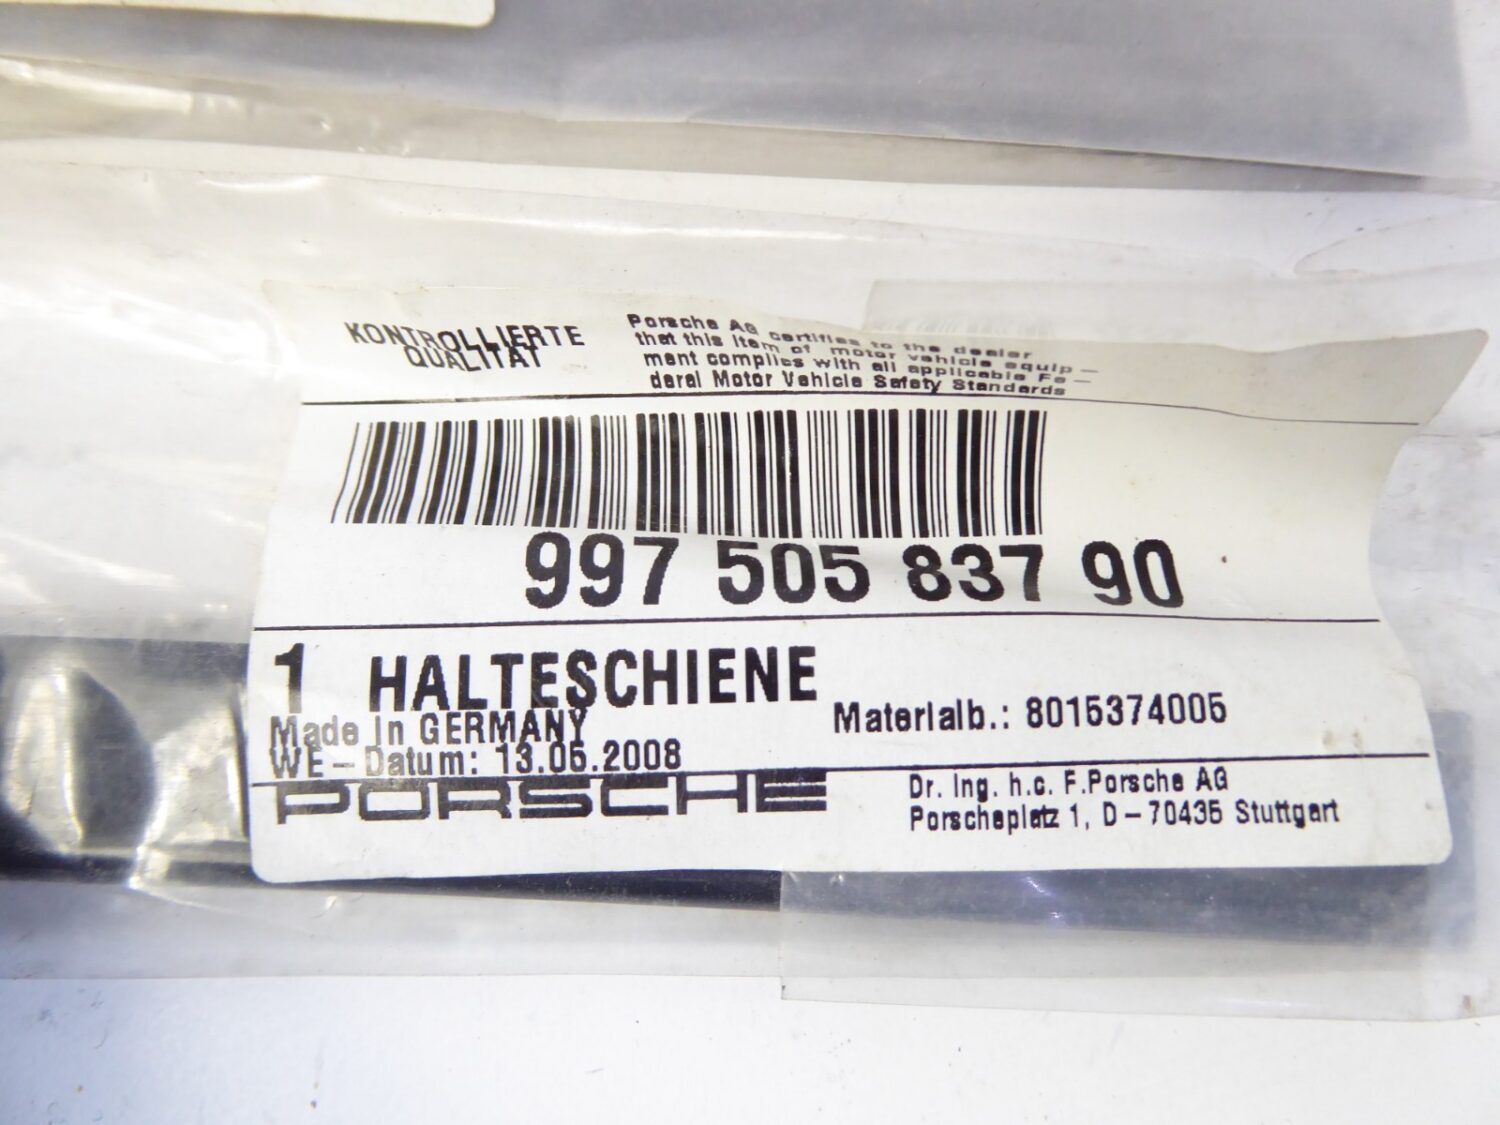 KONTROLLIERTE
QUALITÄT
Porsche AG certifies to the dealer
that this item of motor vehicle equip-
ment complies with all applicable Fe-
deral Motor Vehicle Safety Standards
997 505 837 90
1 HALTESCHIENE
Made in GERMANY
Materialb.: 8015374005
WE-Datum: 13.05.2008
PORSCHE
Dr. Ing. h.c. F.Porsche AG
Porscheplatz 1, D-70435 Stuttgart